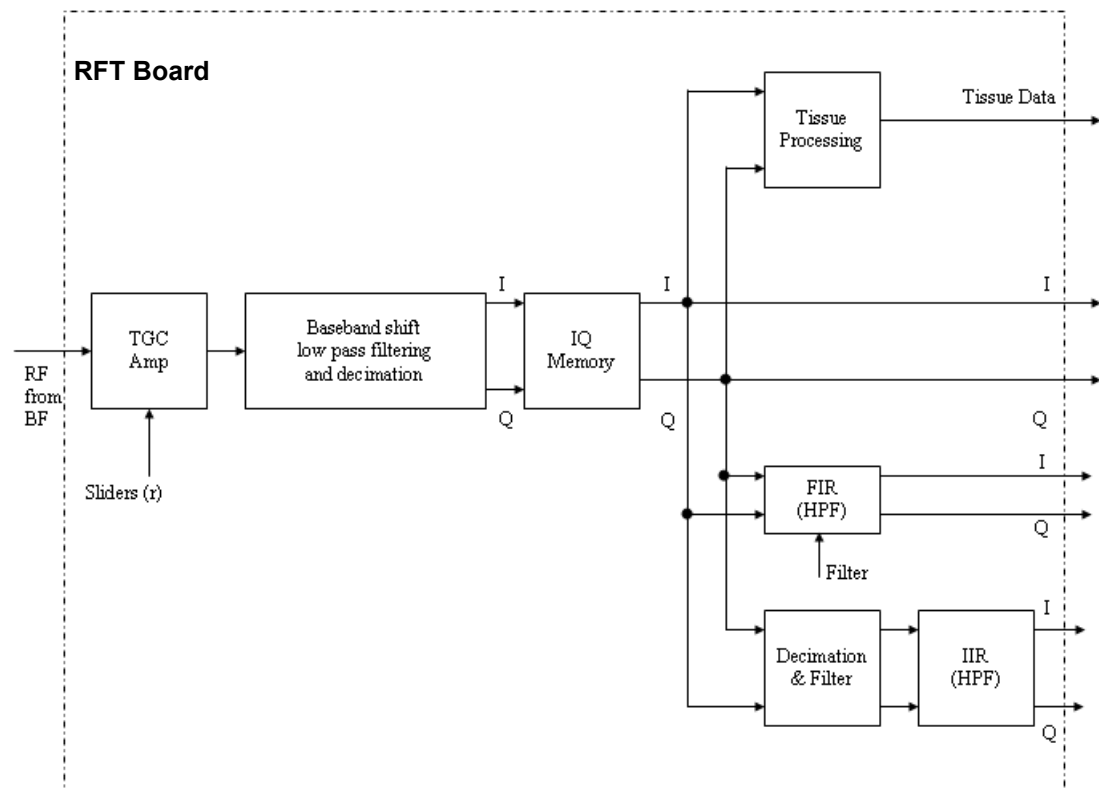 RFT Board
Tissue Data
Tissue
Processing
I
I
I
TGC
Amp
Baseband shift
low pass filtering
and decimation
IQ
Memory
RF
from
BF
Q
Q
Q
Sliders (r)
I
FIR
(HPF)
Q
Filter
I
Decimation
& Filter
IIR
(HPF)
Q